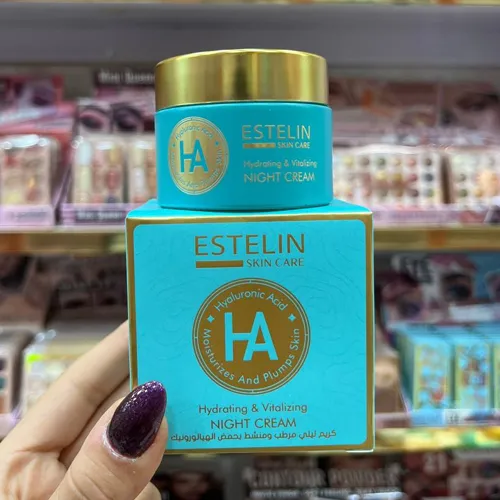 Hyaluronic Acid
HA
ESTELIN
SKIN CARE
Hydrating & Vitalizing
NIGHT CREAM
ESTELIN
SKIN CARE
Hyaluronic Acid
HA
Moisturizes And Plumps Skin
Hydrating & Vitalizing
NIGHT CREAM
كريم ليلي مرطب ومنشط بحمض الهيالورونيك